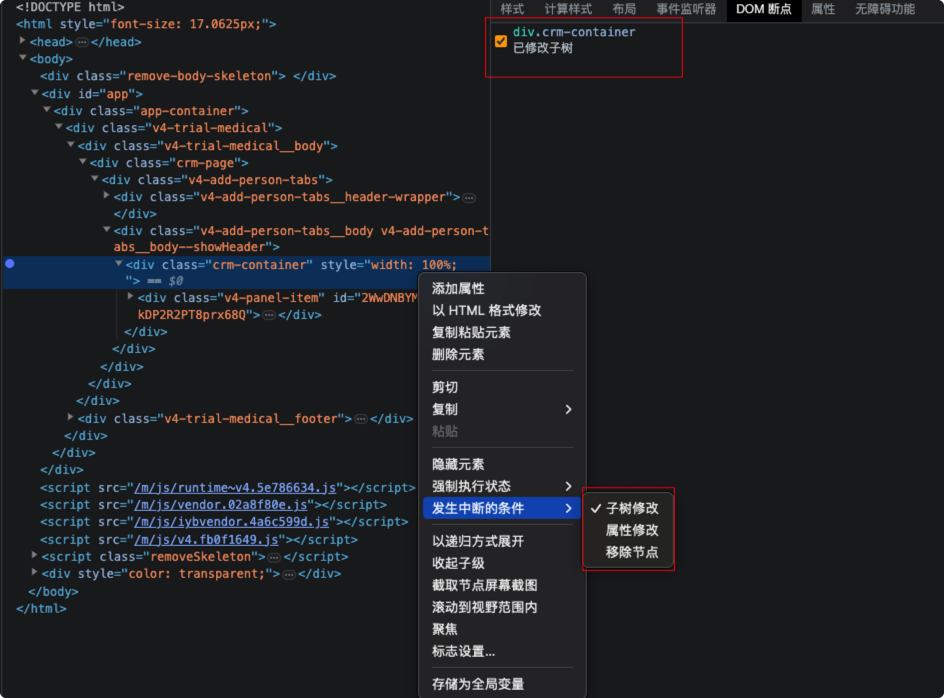 <!DOCTYPE html>
<html style="font-size: 17.0625px;">
<head>…</head>
<body>
<div class="remove-body-skeleton"> </div>
<div id="app">
<div class="app-container">
<div class="v4-trial-medical">
<div class="v4-trial-medical__body">
<div class="crm-page">
<div class="v4-add-person-tabs">
<div class="v4-add-person-tabs__header-wrapper">…
</div>
<div class="v4-add-person-tabs__body v4-add-person-t
abs__body--showHeader">
<div class="crm-container" style="width: 100%;
"> == $0
<div class="v4-panel-item" id="2WwDNBYM
kDP2R2PT8prx68Q">…</div>
</div>
</div>
</div>
</div>
</div>
<div class="v4-trial-medical__footer">…</div>
</div>
</div>
</div>
<script src="/m/js/runtime~v4.5e786634.js"></script>
<script src="/m/js/vendor.02a8f80e.js"></script>
<script src="/m/js/iybvendor.4a6c599d.js"></script>
<script src="/m/js/v4.fb0f1649.js"></script>
<script class="removeSkeleton">…</script>
<div style="color: transparent;">…</div>
</body>
</html>
样式 计算样式 布局 事件监听器 DOM 断点 属性 无障碍功能
div.crm-container
已修改子树
添加属性
以 HTML 格式修改
复制粘贴元素
删除元素
剪切
复制
粘贴
隐藏元素
强制执行状态
发生中断的条件
子树修改
属性修改
移除节点
以递归方式展开
收起子级
截取节点屏幕截图
滚动到视野范围内
聚焦
标志设置...
存储为全局变量